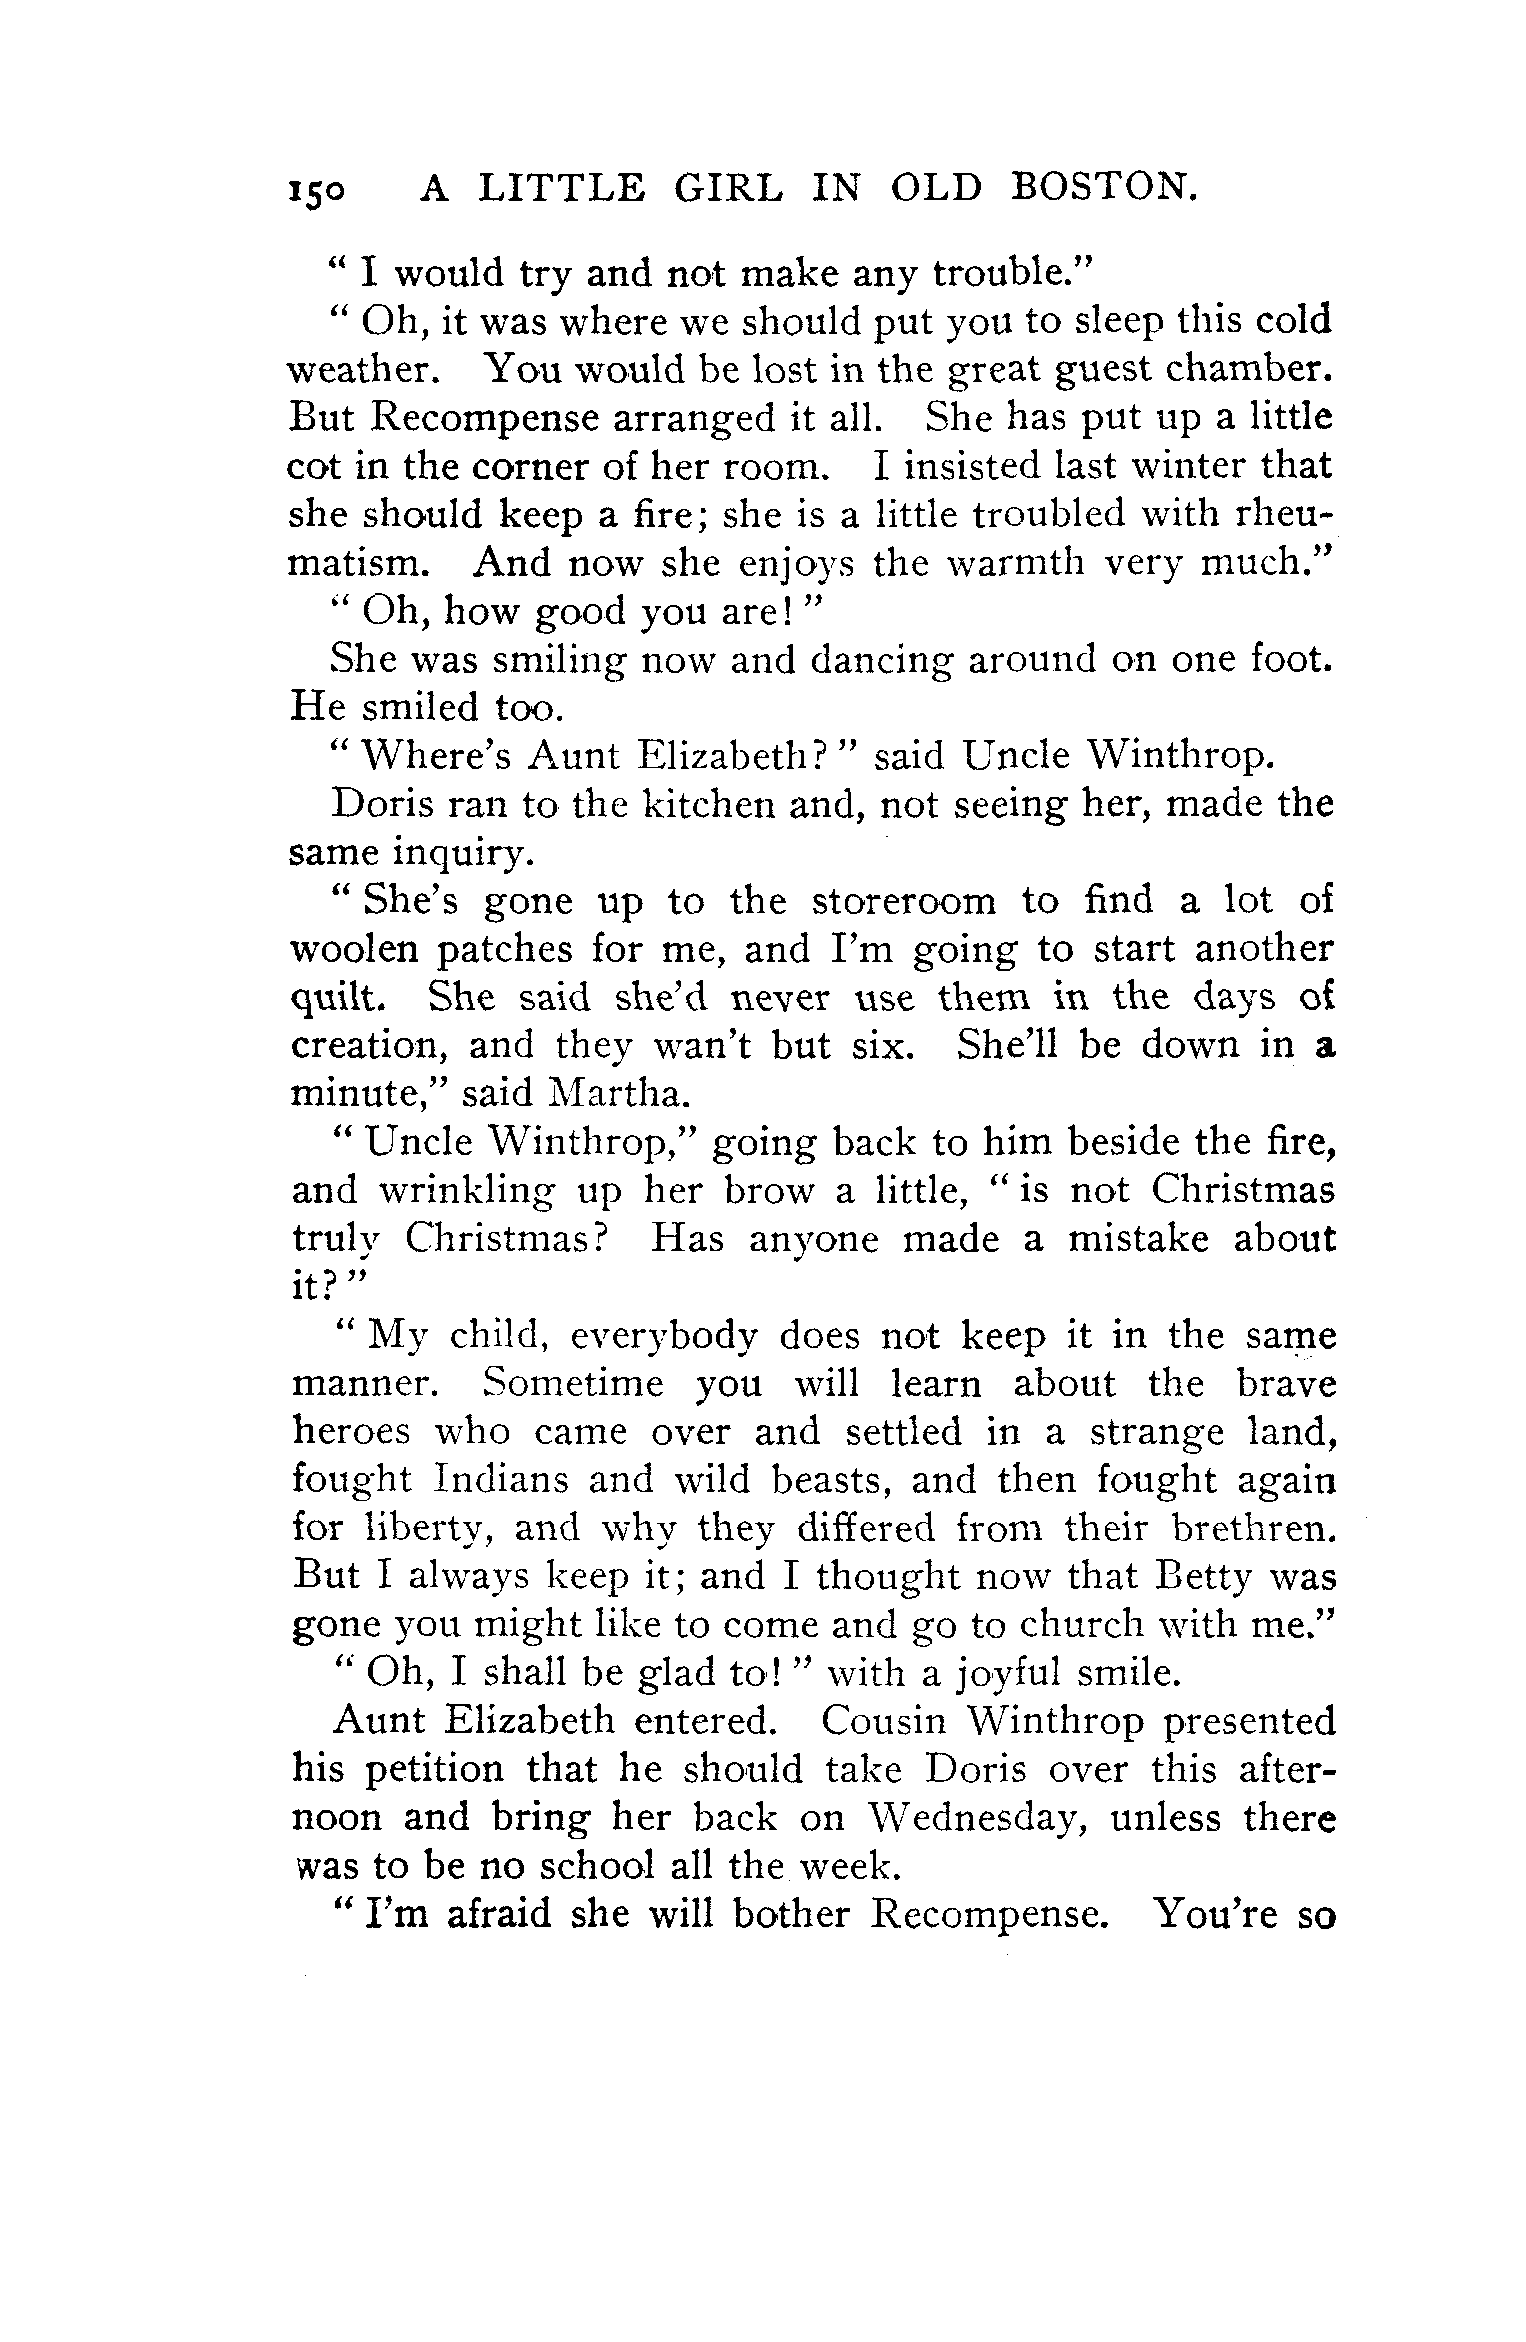 150 A LITTLE GIRL IN OLD BOSTON.
" I would try and not make any trouble."
" Oh, it was where we should put you to sleep this cold
weather. You would be lost in the great guest chamber.
But Recompense arranged it all. She has put up a little
cot in the corner of her room. I insisted last winter that
she should keep a fire; she is a little troubled with rheu-
matism. And now she enjoys the warmth very much."
" Oh, how good you are! "
She was smiling now and dancing around on one foot.
He smiled too.
" Where's Aunt Elizabeth? " said Uncle Winthrop.
Doris ran to the kitchen and, not seeing her, made the
same inquiry.
" She's gone up to the storeroom to find a lot of
woolen patches for me, and I'm going to start another
quilt. She said she'd never use them in the days of
creation, and they wan't but six. She'll be down in a
minute," said Martha.
" Uncle Winthrop," going back to him beside the fire,
and wrinkling up her brow a little, " is not Christmas
truly Christmas? Has anyone made a mistake about
it? "
" My child, everybody does not keep it in the same
manner. Sometime you will learn about the brave
heroes who came over and settled in a strange land,
fought Indians and wild beasts, and then fought again
for liberty, and why they differed from their brethren.
But I always keep it; and I thought now that Betty was
gone you might like to come and go to church with me."
" Oh, I shall be glad to! " with a joyful smile.
Aunt Elizabeth entered. Cousin Winthrop presented
his petition that he should take Doris over this after-
noon and bring her back on Wednesday, unless there
was to be no school all the week.
" I'm afraid she will bother Recompense. You're so